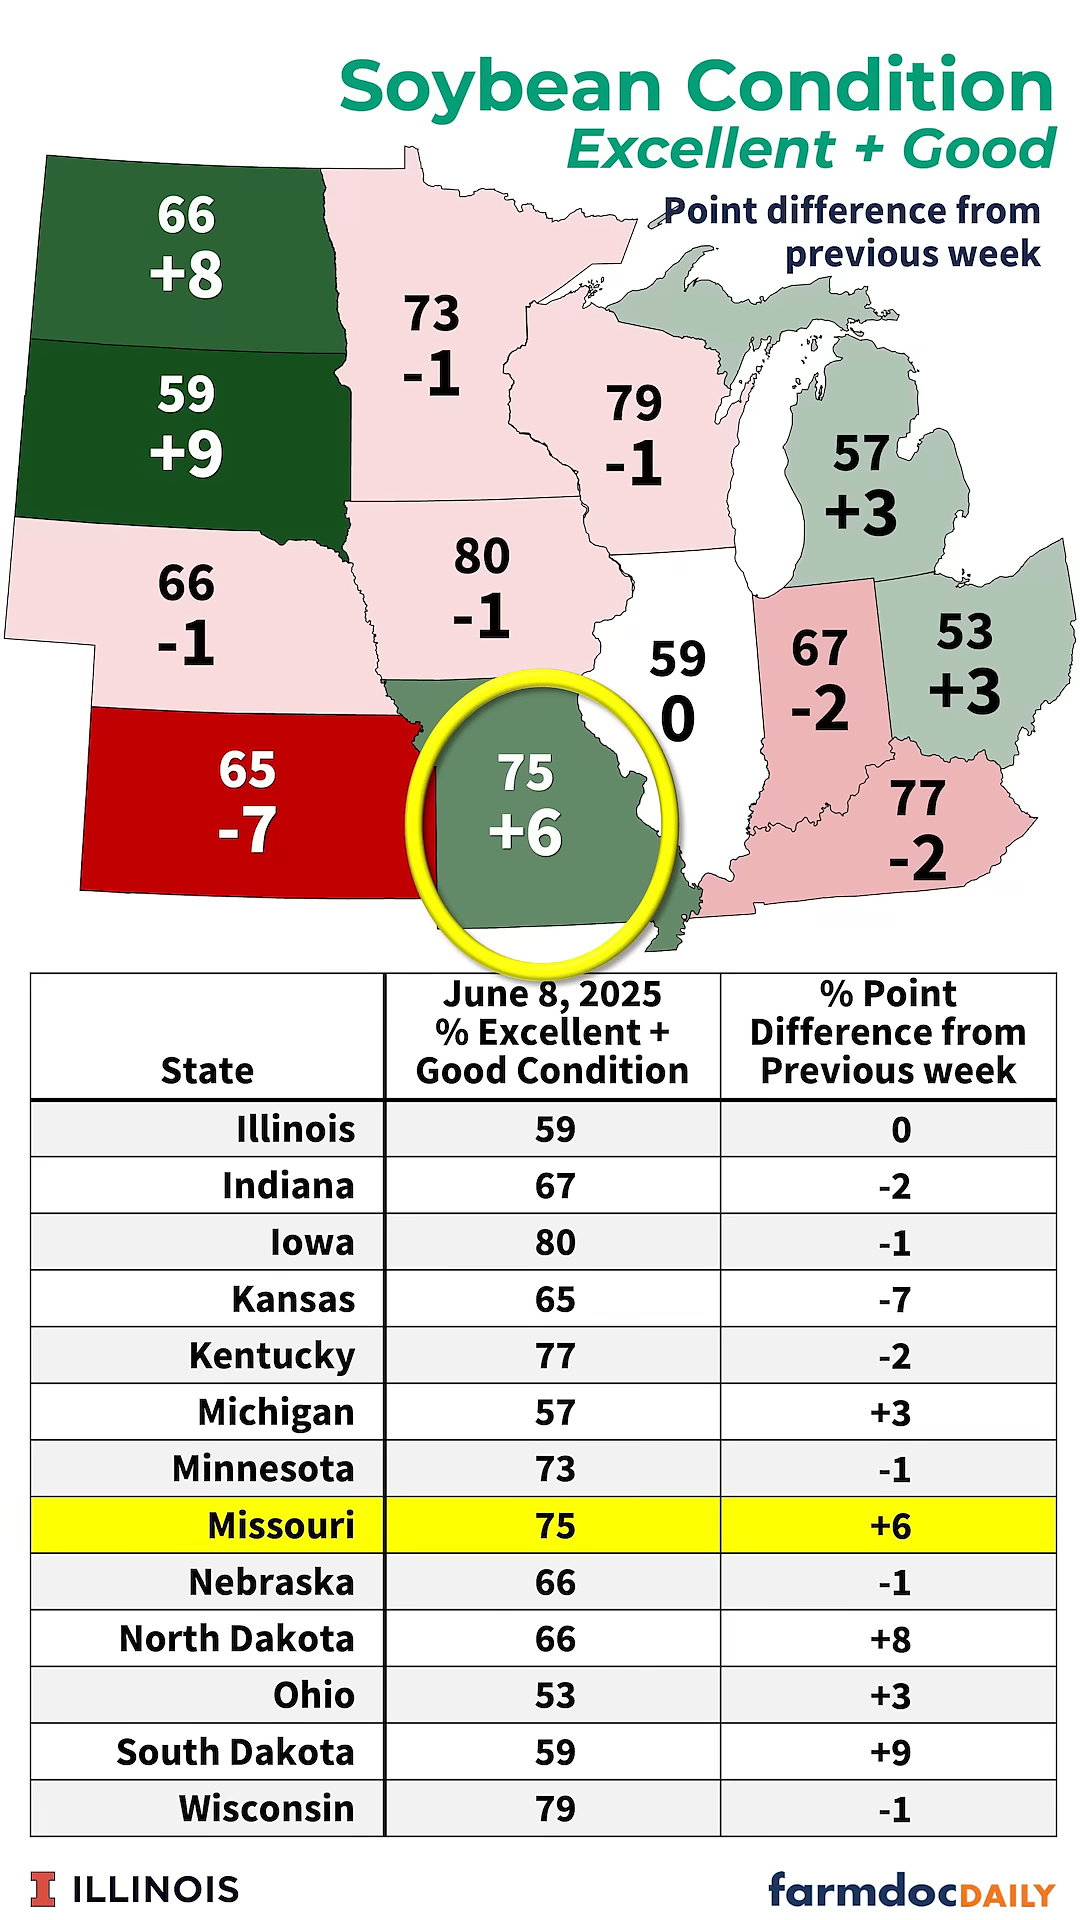 Soybean Condition
Excellent + Good
Point difference from
previous week
66
+8
73
-1
59
+9
79
-1
57
+3
66
-1
80
-1
59
0
67
-2
53
+3
65
-7
75
+6
77
-2
State
June 8, 2025
% Excellent +
Good Condition
% Point
Difference from
Previous week
Illinois 59 0
Indiana 67 -2
Iowa 80 -1
Kansas 65 -7
Kentucky 77 -2
Michigan 57 +3
Minnesota 73 -1
Missouri 75 +6
Nebraska 66 -1
North Dakota 66 +8
Ohio 53 +3
South Dakota 59 +9
Wisconsin 79 -1
I ILLINOIS
farmdocDAILY